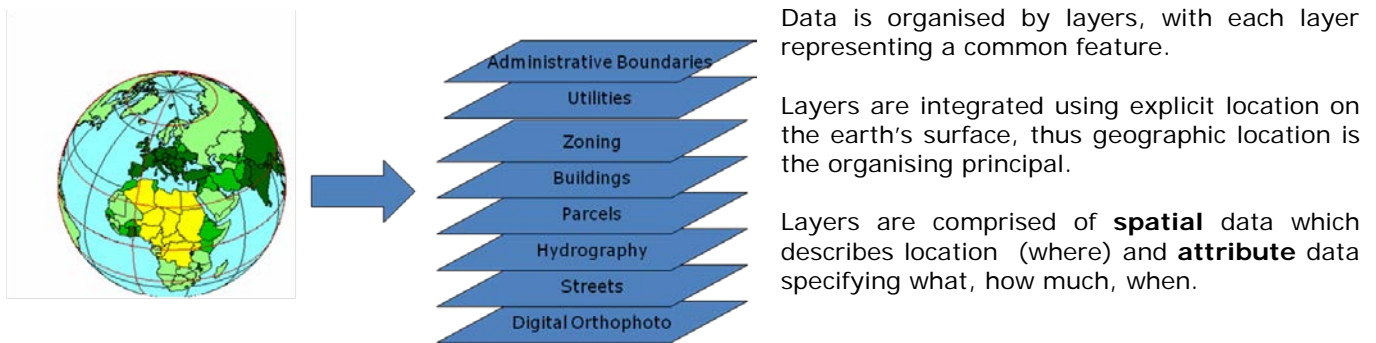 Administrative Boundaries
Utilities
Zoning
Buildings
Parcels
Hydrography
Streets
Digital Orthophoto
Data is organised by layers, with each layer
representing a common feature.
Layers are integrated using explicit location on
the earth's surface, thus geographic location is
the organising principal.
Layers are comprised of spatial data which
describes location (where) and attribute data
specifying what, how much, when.